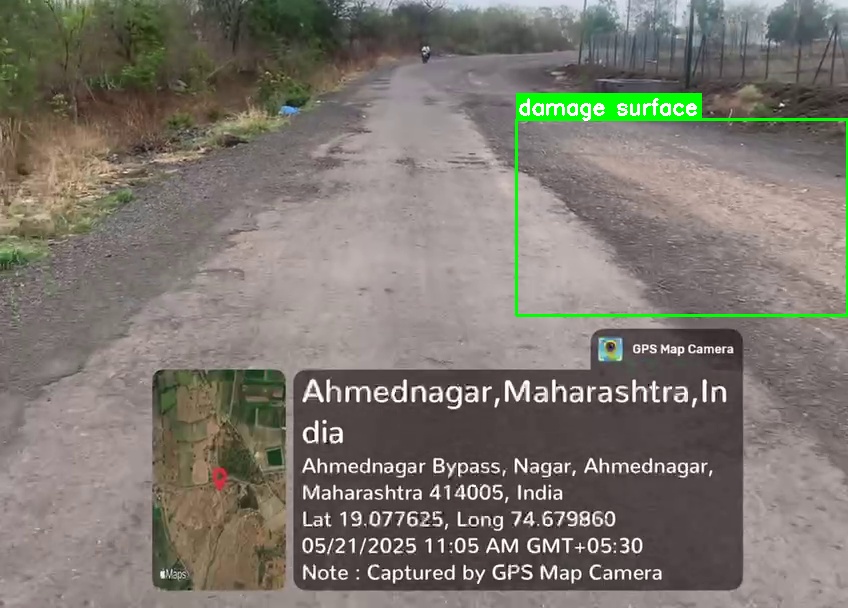 damage surface
GPS Map Camera
Ahmednagar,Maharashtra,In
dia
Ahmednagar Bypass, Nagar, Ahmednagar,
Maharashtra 414005, India
Lat 19.077625, Long 74.679860
05/21/2025 11:05 AM GMT+05:30
Note : Captured by GPS Map Camera
Maps